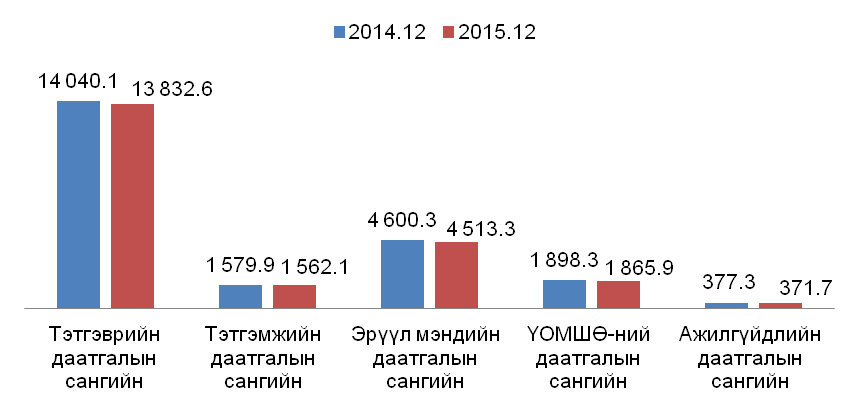 2014.12 2015.12
14 040.1 13 832.6
1 579.9 1 562.1
4 600.3 4 513.3
1 898.3 1 865.9
377.3 371.7
Тэтгэврийн
даатгалын
сангийн
Тэтгэмжийн
даатгалын
сангийн
Эрүүл мэндийн
даатгалын
сангийн
ҮОМШӨ-ний
даатгалын
сангийн
Ажилгүйдлийн
даатгалын
сангийн